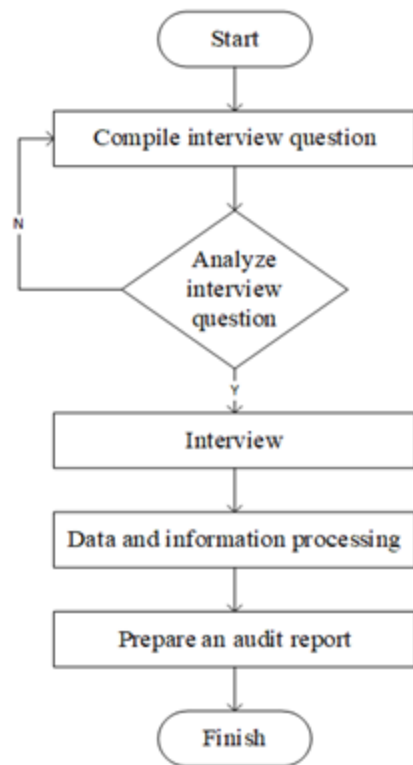 Start
Compile interview question
N
Analyze
interview
question
Y
Interview
Data and information processing
Prepare an audit report
Finish